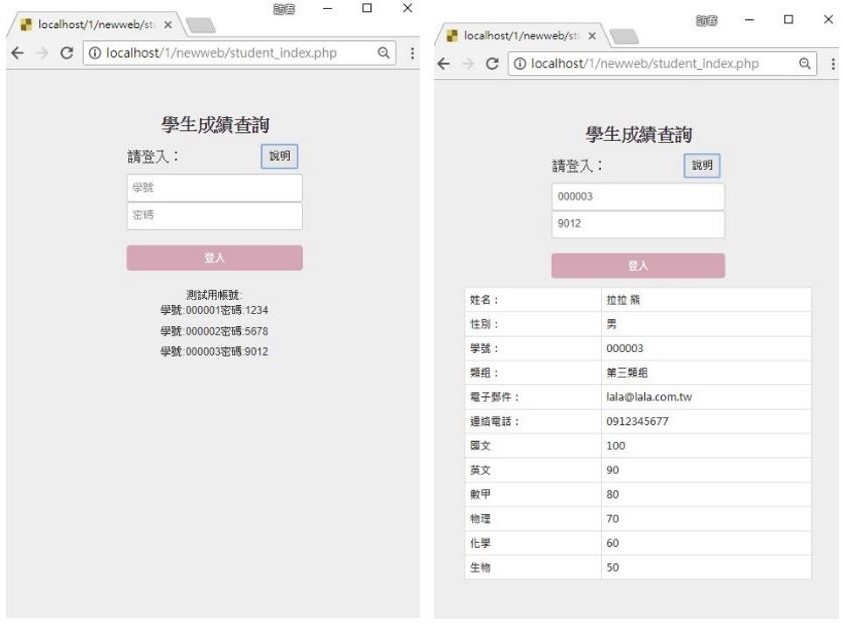 訪客
localhost/1/newweb/stu
localhost/1/newweb/student_index.php
學生成績查詢
請登入：
說明
學號
密碼
登入
測試用帳號:
學號:000001密碼:1234
學號:000002密碼:5678
學號:000003密碼:9012
訪客
localhost/1/newweb/stu
localhost/1/newweb/student_index.php
學生成績查詢
請登入：
說明
000003
9012
登入
姓名： 拉拉 熊
性別： 男
學號： 000003
類組： 第三類組
電子郵件： lala@lala.com.tw
連絡電話： 0912345677
國文 100
英文 90
數甲 80
物理 70
化學 60
生物 50